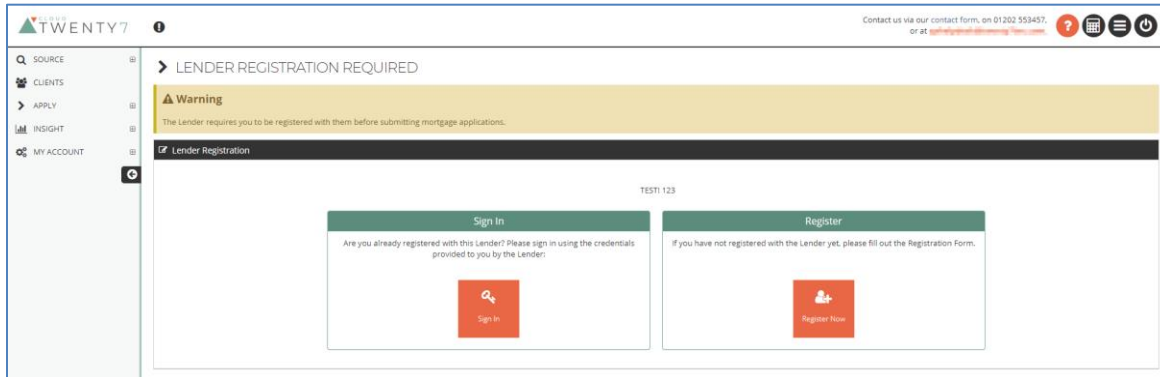 CLOUD
TWENTY7
Contact us via our contact form, on 01202 553457,
or at
SOURCE
CLIENTS
APPLY
INSIGHT
MY ACCOUNT
LENDER REGISTRATION REQUIRED
Warning
The Lender requires you to be registered with them before submitting mortgage applications.
Lender Registration
TEST! 123
Sign In
Are you already registered with this Lender? Please sign in using the credentials
provided to you by the Lender:
Sign In
Register
If you have not registered with the Lender yet, please fill out the Registration Form.
Register Now